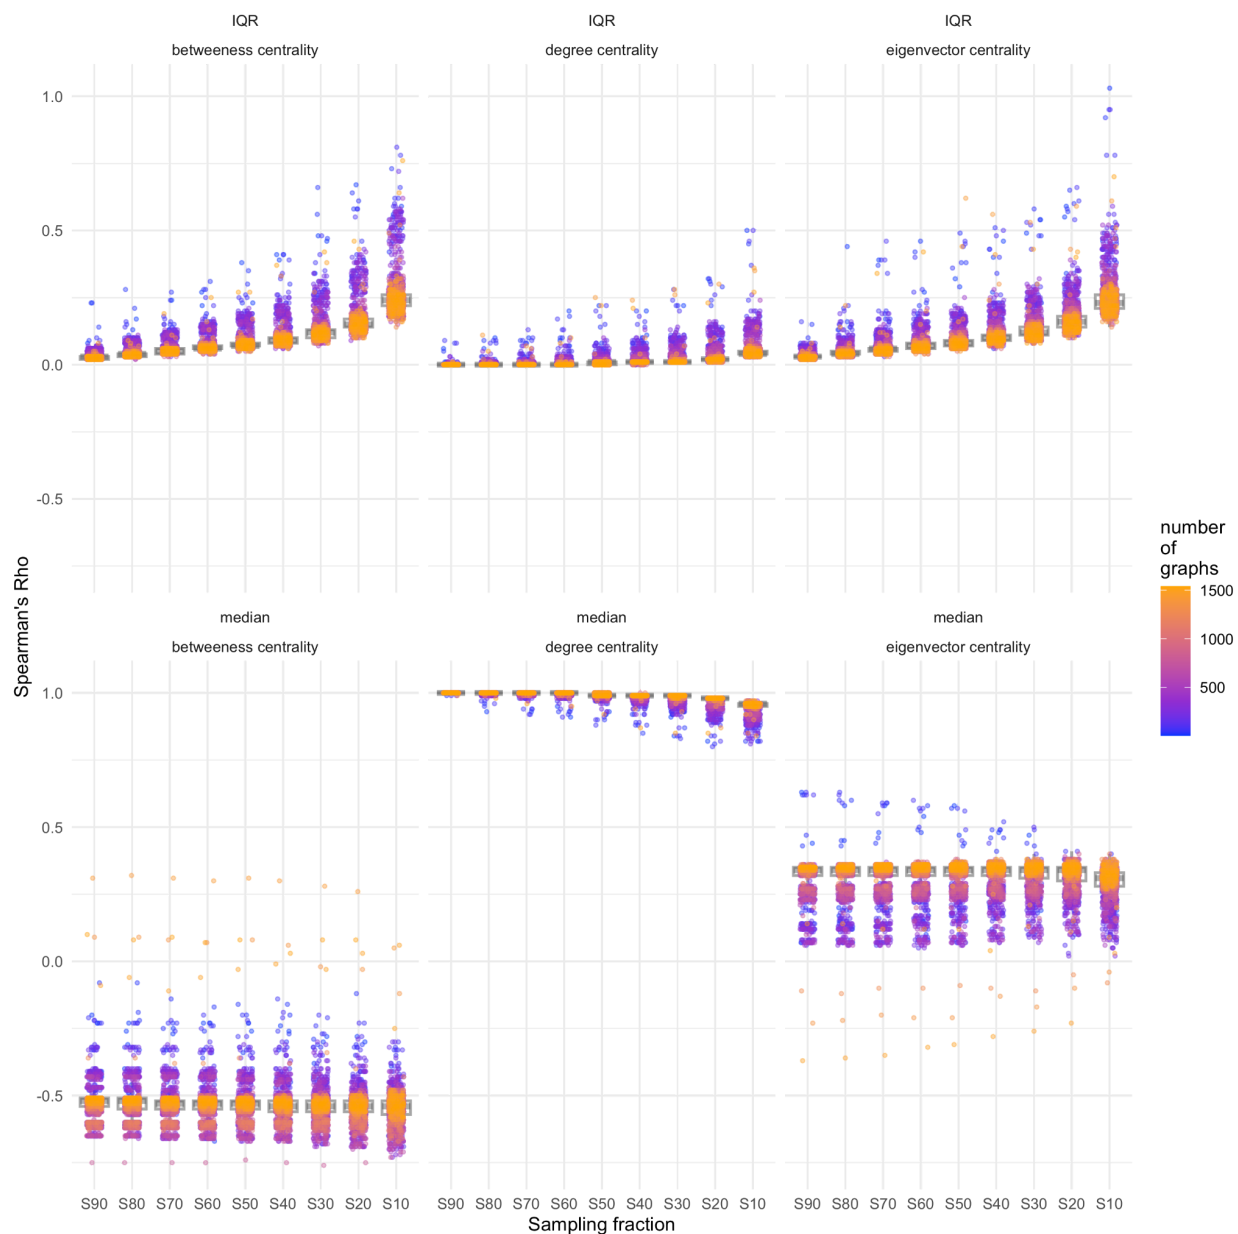 IQR
IQR
IQR
betweeness centrality
degree centrality
eigenvector centrality
1.0
0.5
0.0
-0.5
median
median
median
betweeness centrality
degree centrality
eigenvector centrality
1.0
0.5
0.0
-0.5
Spearman's Rho
S90 S80 S70 S60 S50 S40 S30 S20 S10
S90 S80 S70 S60 S50 S40 S30 S20 S10
S90 S80 S70 S60 S50 S40 S30 S20 S10
Sampling fraction
number
of
graphs
1500
1000
500